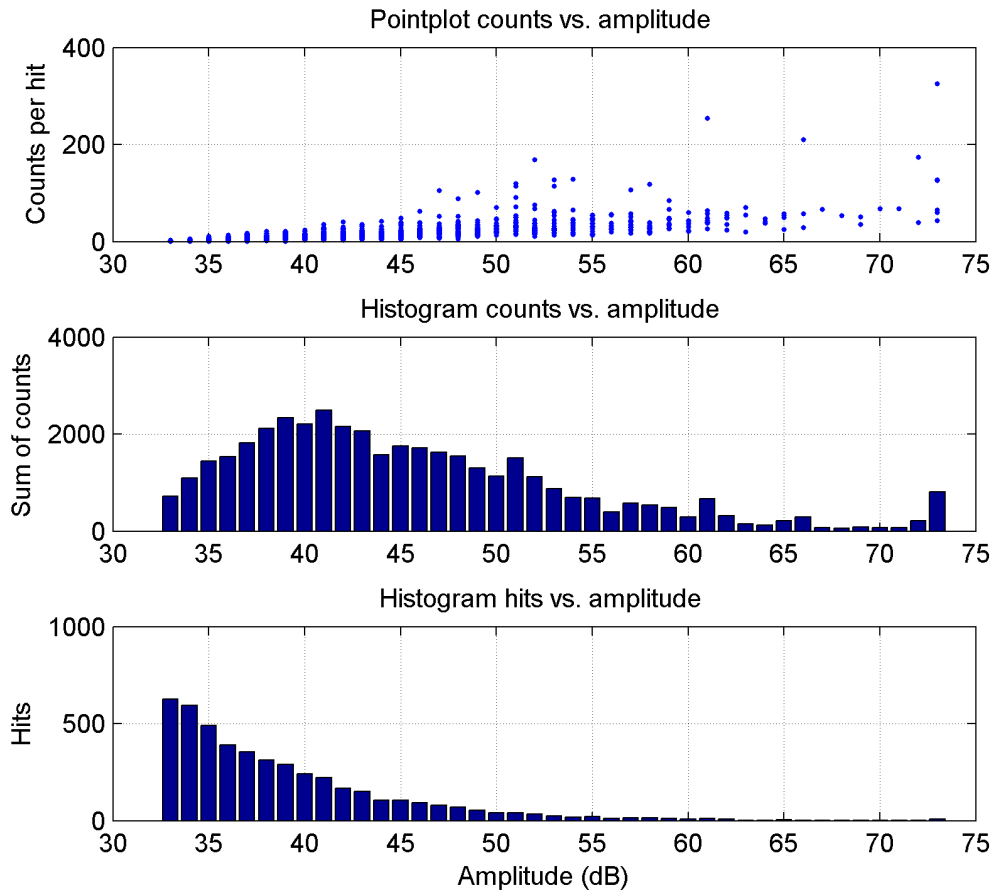 Pointplot counts vs. amplitude
Counts per hit
400
200
0
30 35 40 45 50 55 60 65 70 75
Histogram counts vs. amplitude
Sum of counts
4000
2000
0
30 35 40 45 50 55 60 65 70 75
Histogram hits vs. amplitude
Hits
1000
500
0
30 35 40 45 50 55 60 65 70 75
Amplitude (dB)